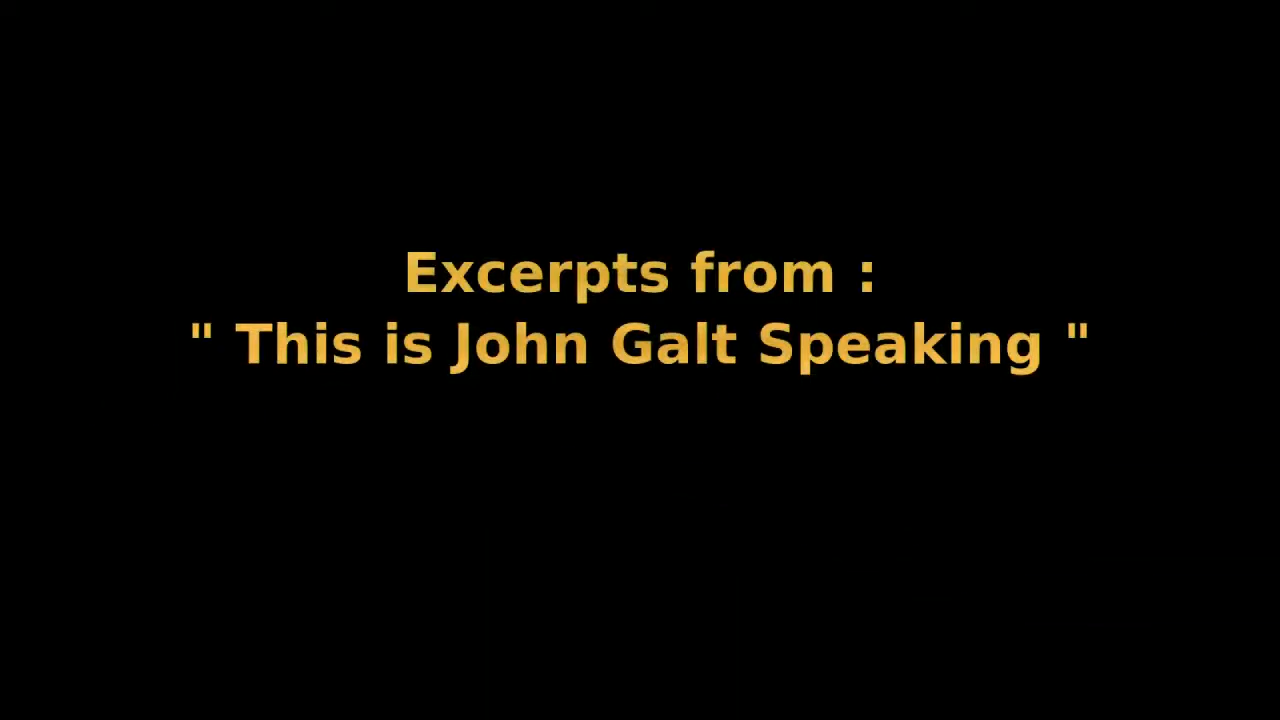 Excerpts from :
" This is John Galt Speaking "